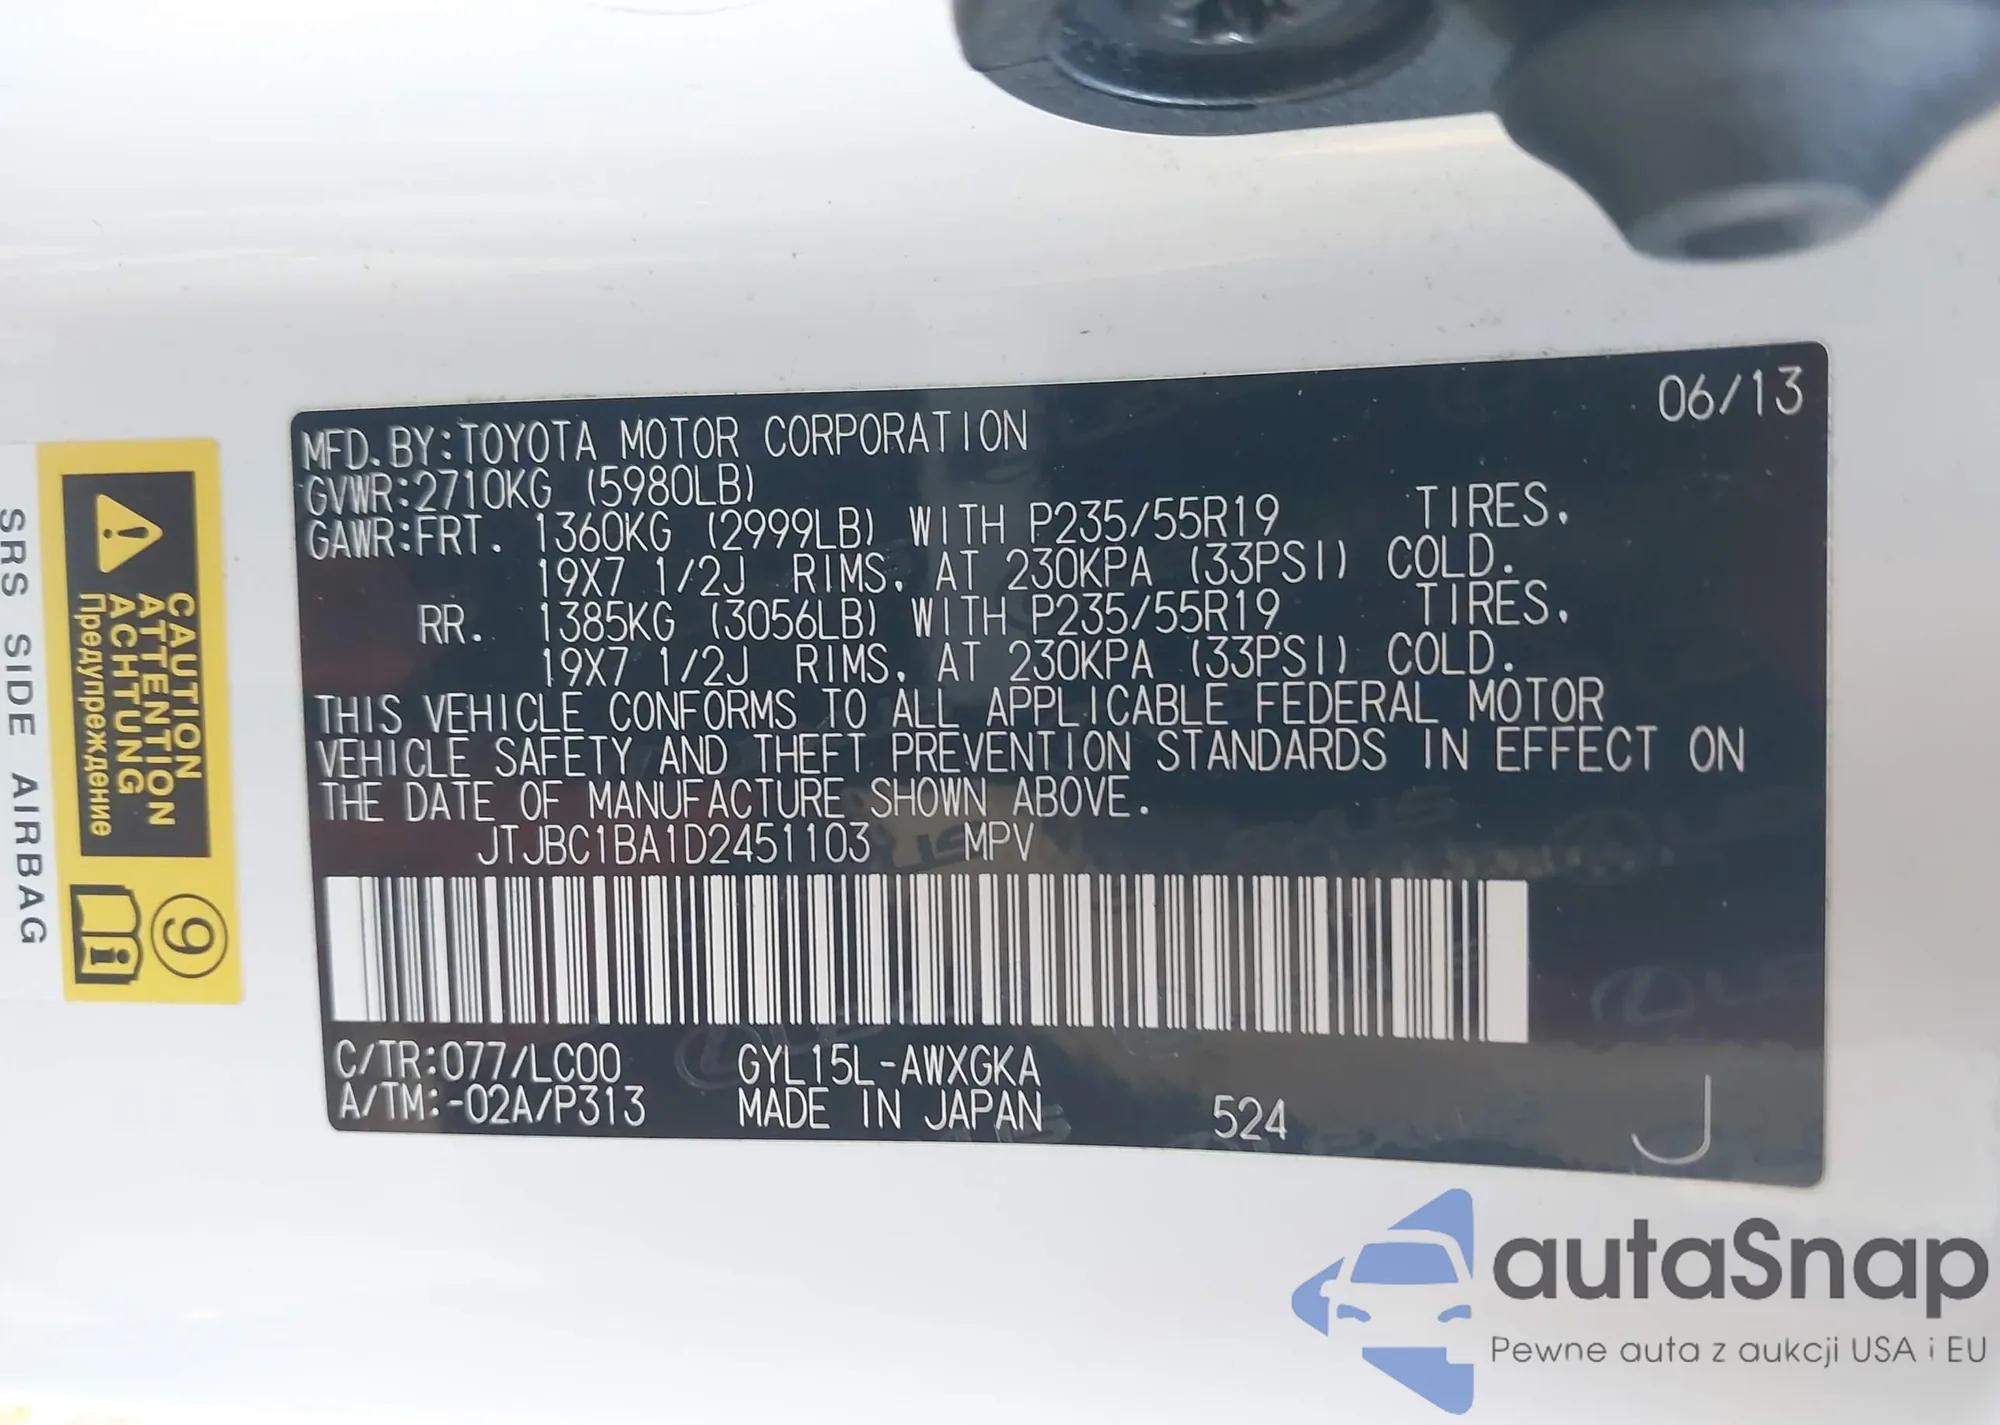 06/13
MFD. BY:TOYOTA MOTOR CORPORATION
GVWR:2710KG (5980LB)
GAWR:FRT. 1360KG (2999LB) WITH P235/55R19 TIRES,
19X7 1/2J RIMS, AT 230KPA (33PSI) COLD.
RR. 1385KG (3056LB) WITH P235/55R19 TIRES,
19X7 1/2J RIMS, AT 230KPA (33PSI) COLD.
THIS VEHICLE CONFORMS TO ALL APPLICABLE FEDERAL MOTOR
VEHICLE SAFETY AND THEFT PREVENTION STANDARDS IN EFFECT ON
THE DATE OF MANUFACTURE SHOWN ABOVE.
JTJBC1BA1D2451103 MPV
C/TR:077/LC00 GYL15L-AWXGKA
A/TM:-02A/P313 MADE IN JAPAN 524 J
CAUTION
ATTENTION
ACHTUNG
Предупреждение
9
SRS SIDE AIRBAG
LEXUS
autaSnap
Pewne auta z aukcji USA i EU